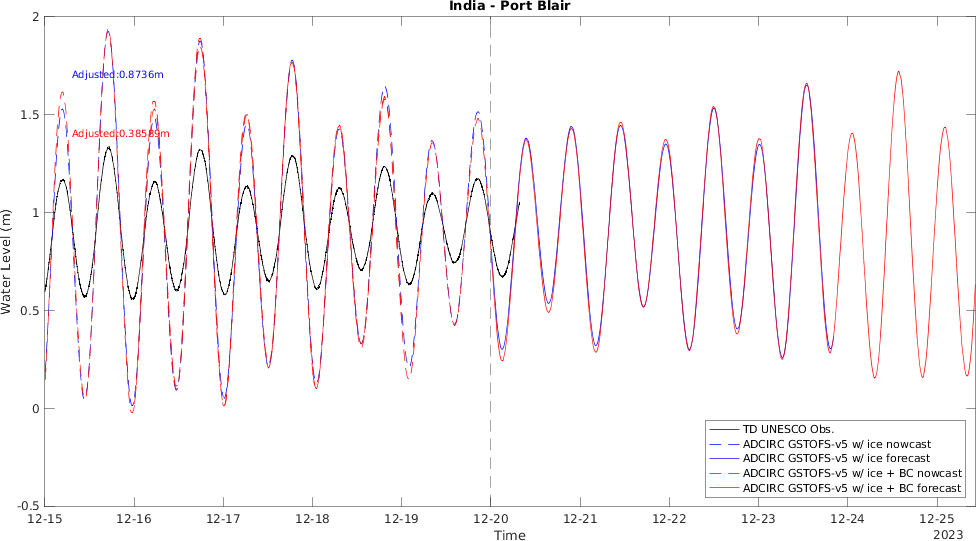 India - Port Blair
2
1.5
1
0.5
0
-0.5
Water Level (m)
Adjusted:0.8736m
Adjusted:0.38589m
TD UNESCO Obs.
ADCIRC GSTOFS-v5 w/ ice nowcast
ADCIRC GSTOFS-v5 w/ ice forecast
ADCIRC GSTOFS-v5 w/ ice + BC nowcast
ADCIRC GSTOFS-v5 w/ ice + BC forecast
12-15 12-16 12-17 12-18 12-19 12-20 12-21 12-22 12-23 12-24 12-25
Time
2023